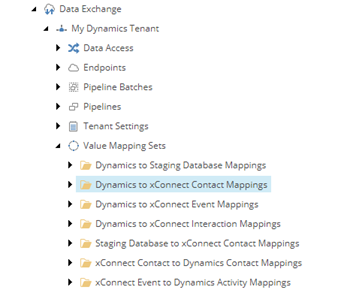 Data Exchange
My Dynamics Tenant
Data Access
Endpoints
Pipeline Batches
Pipelines
Tenant Settings
Value Mapping Sets
Dynamics to Staging Database Mappings
Dynamics to xConnect Contact Mappings
Dynamics to xConnect Event Mappings
Dynamics to xConnect Interaction Mappings
Staging Database to xConnect Contact Mappings
xConnect Contact to Dynamics Contact Mappings
xConnect Event to Dynamics Activity Mappings